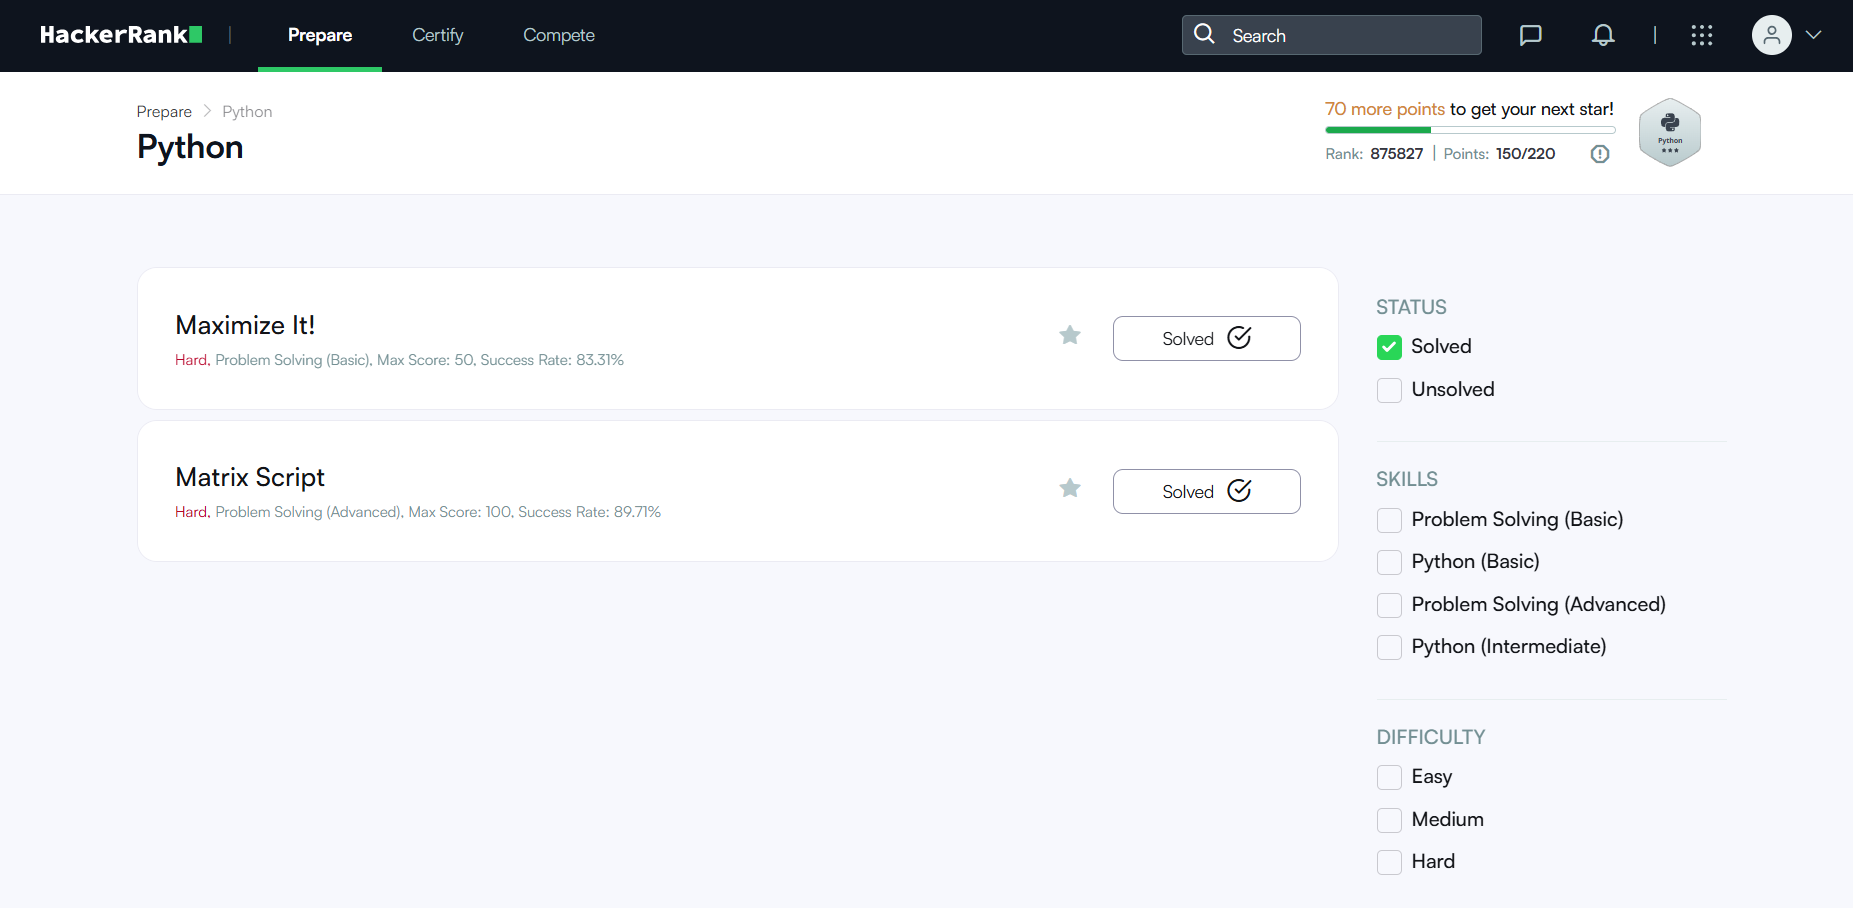 HackerRank
Prepare
Certify
Compete
Search
Prepare
Python
Python
70 more points to get your next star!
Rank: 875827 | Points: 150/220
Python
Maximize It!
Hard, Problem Solving (Basic), Max Score: 50, Success Rate: 83.31%
Solved
Matrix Script
Hard, Problem Solving (Advanced), Max Score: 100, Success Rate: 89.71%
Solved
STATUS
Solved
Unsolved
SKILLS
Problem Solving (Basic)
Python (Basic)
Problem Solving (Advanced)
Python (Intermediate)
DIFFICULTY
Easy
Medium
Hard